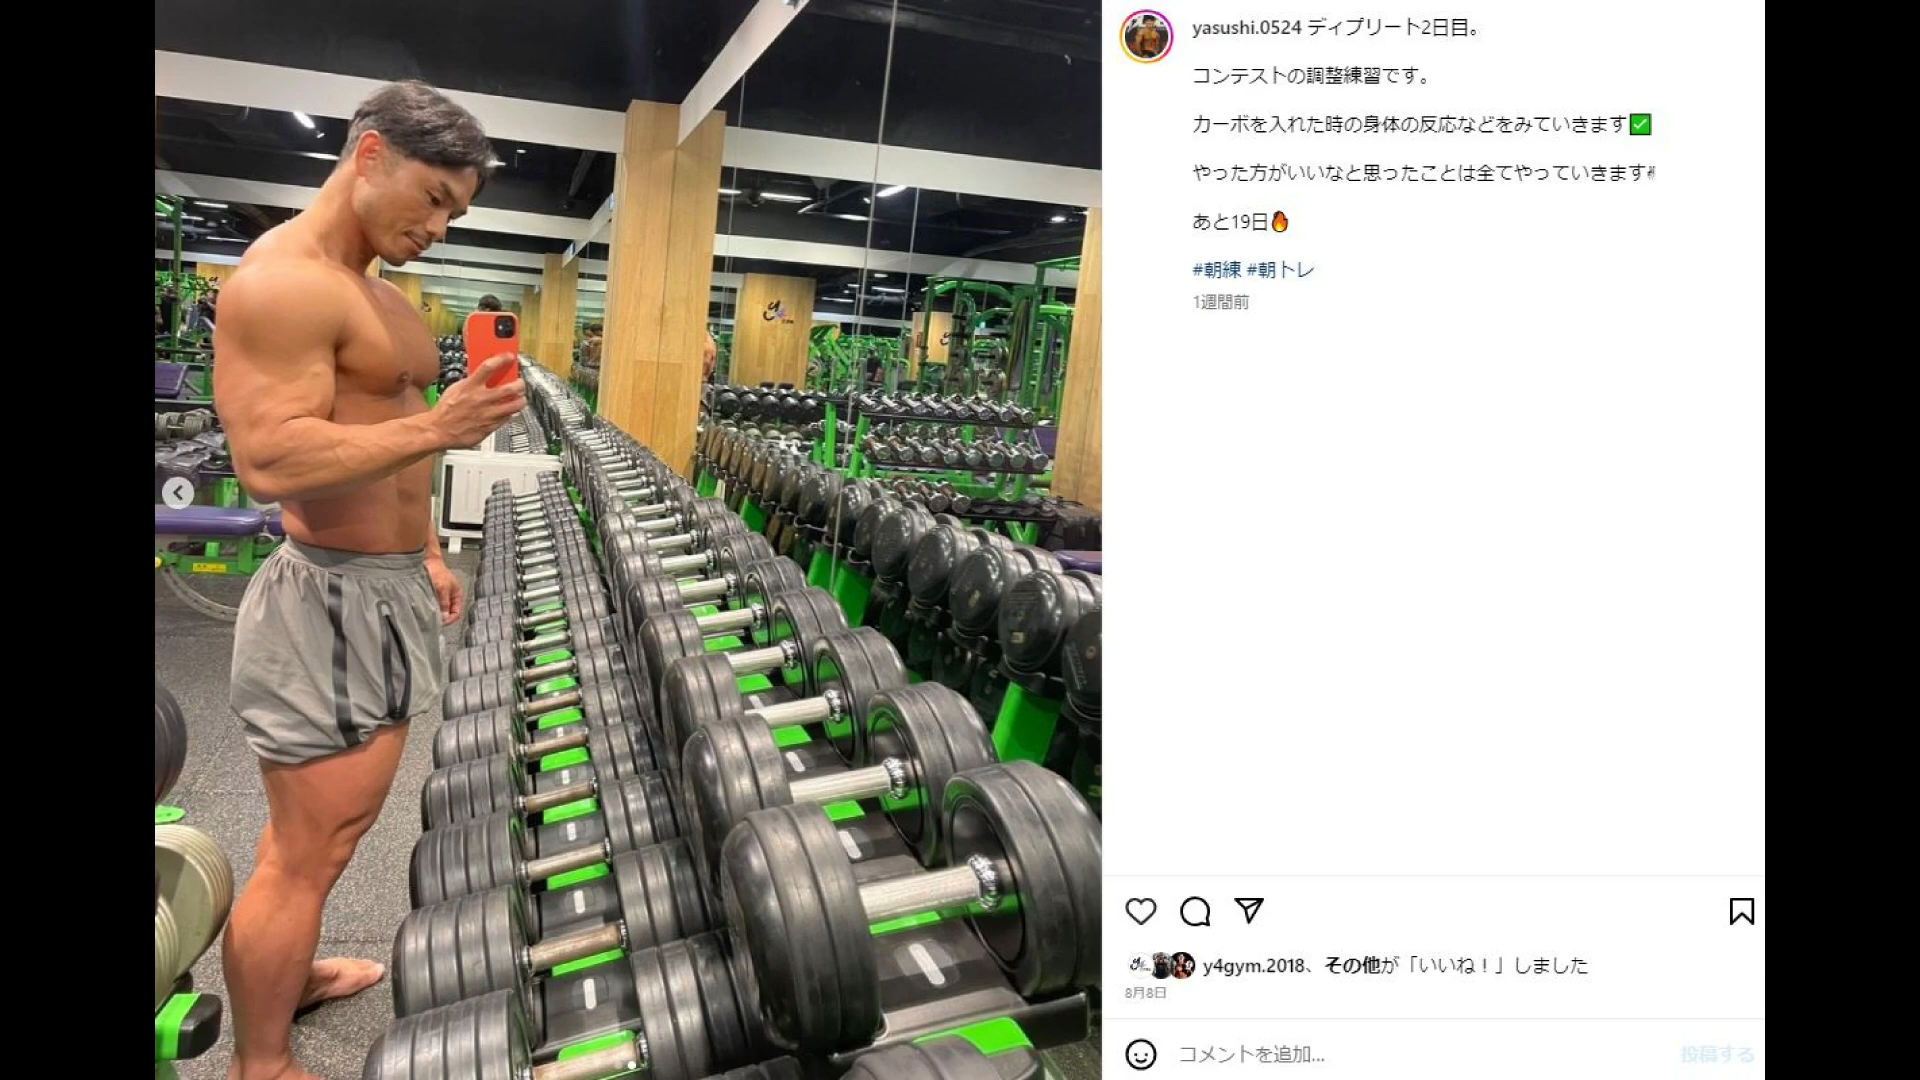 yasushi.0524 ディプリート2日目。
コンテストの調整練習です。
カーボを入れた時の身体の反応などをみていきます✅
やった方がいいなと思ったことは全てやっていきます✌
あと19日🔥
#朝練 #朝トレ
1週間前
y4gym.2018、その他が「いいね！」しました
8月8日
コメントを追加...
投稿する